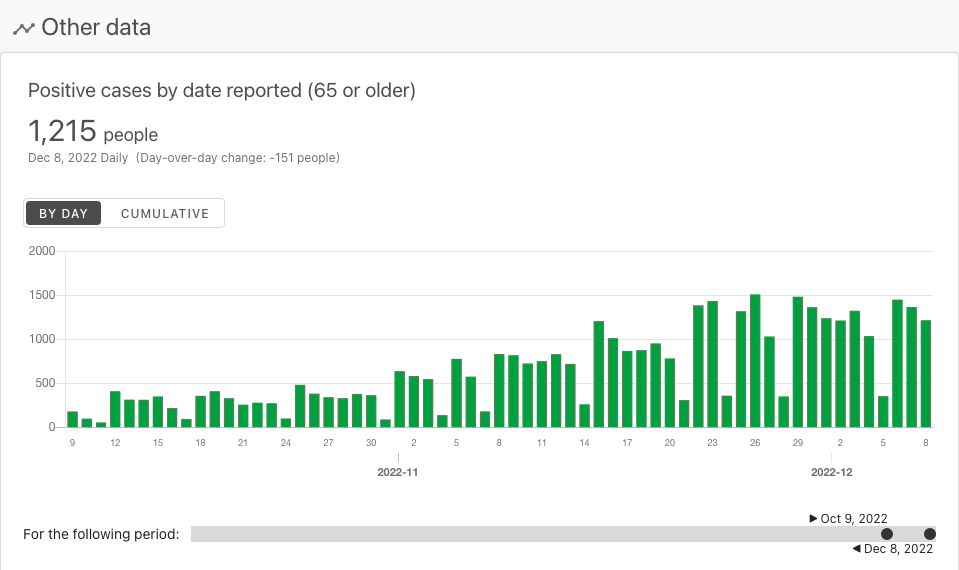 Other data
Positive cases by date reported (65 or older)
1,215 people
Dec 8, 2022 Daily (Day-over-day change: -151 people)
BY DAY CUMULATIVE
2000
1500
1000
500
0
9 12 15 18 21 24 27 30 2 5 8 11 14 17 20 23 26 29 2 5 8
2022-11 2022-12
▶ Oct 9, 2022
For the following period:
◀ Dec 8, 2022